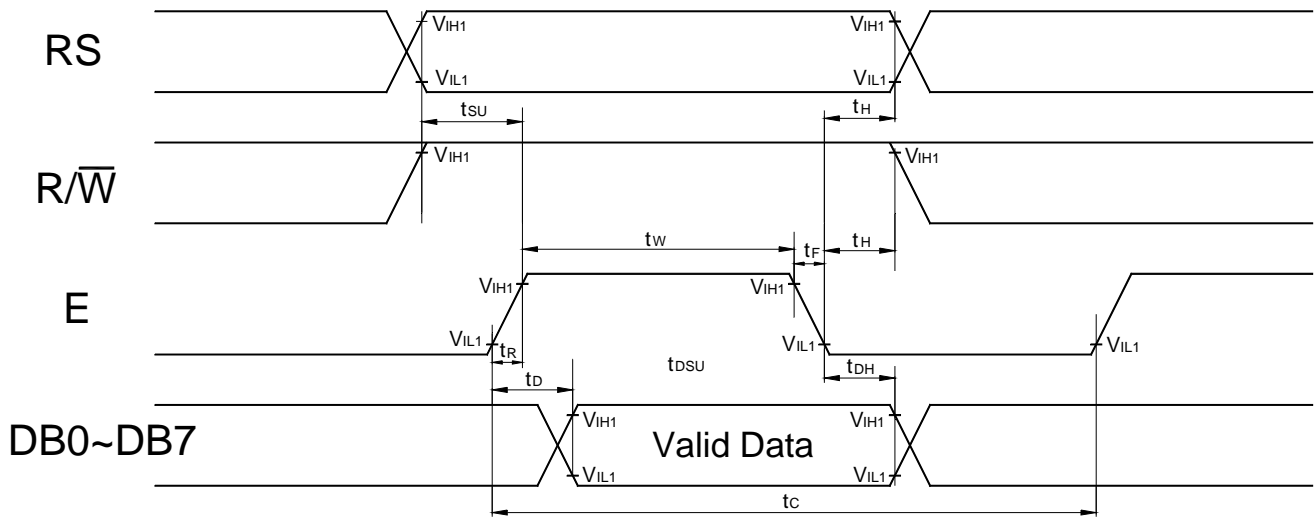 RS
VIH1
VIH1
VIL1
VIL1
tSU
tH
R/W̅
VIH1
VIH1
tW
tF
tH
E
VIH1
VIH1
VIL1
VIL1
VIL1
tR
tDSU
tD
tDH
DB0~DB7
VIH1
VIH1
Valid Data
VIL1
VIL1
tC